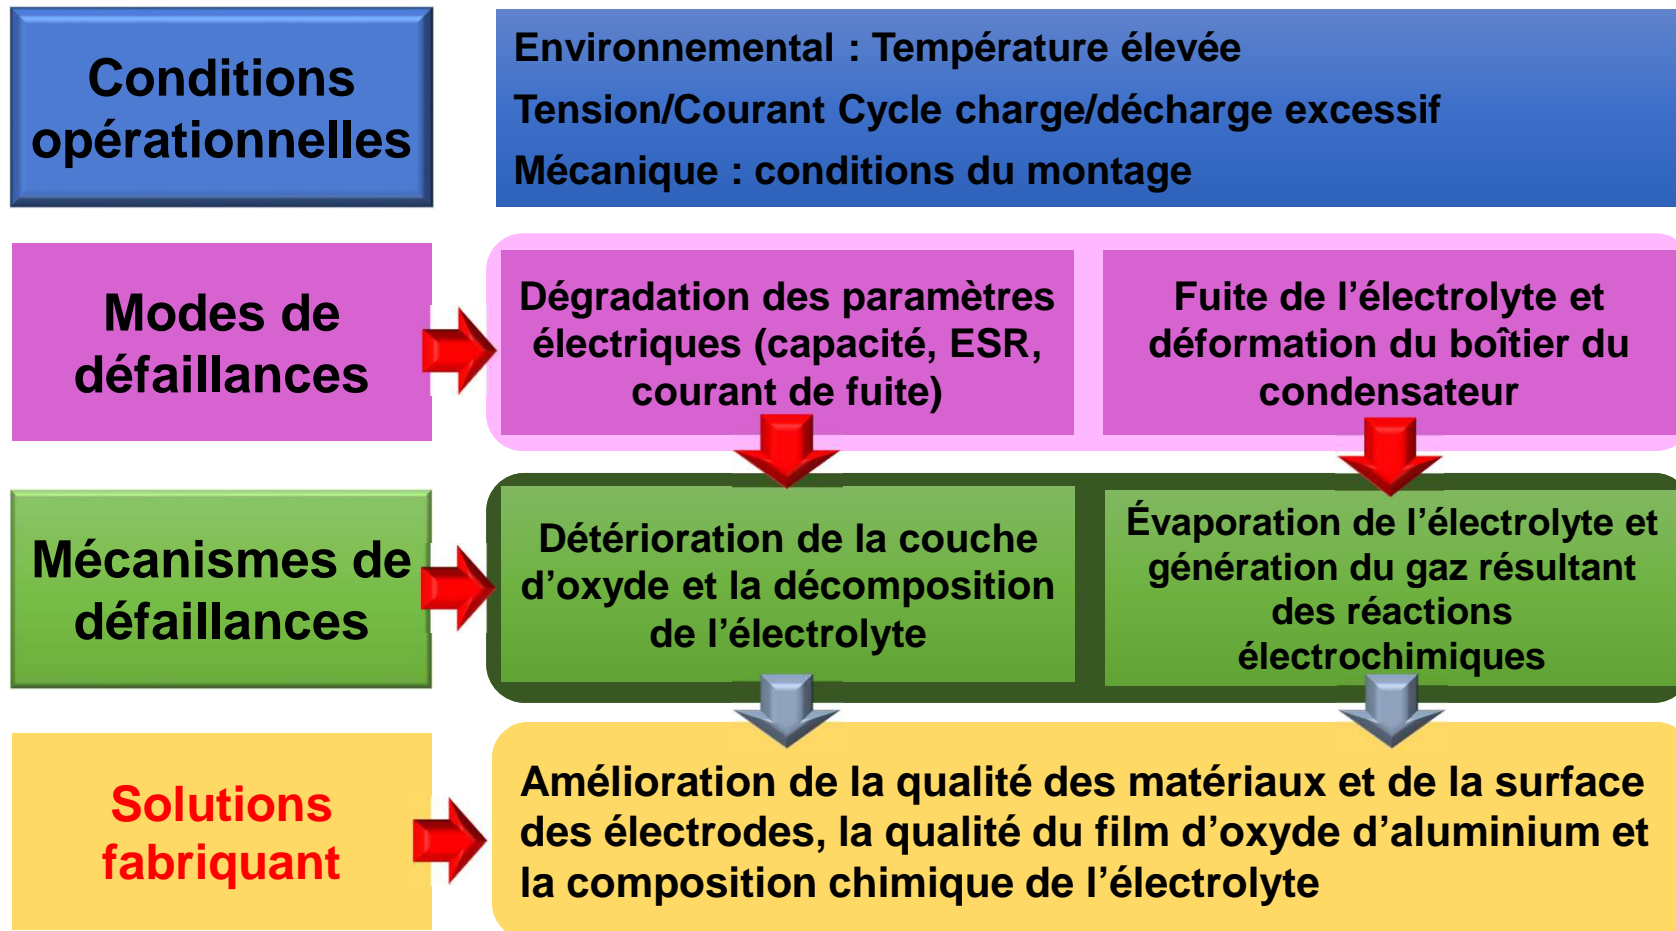 Conditions
opérationnelles
Environnemental : Température élevée
Tension/Courant Cycle charge/décharge excessif
Mécanique : conditions du montage
Modes de
défaillances
Dégradation des paramètres
électriques (capacité, ESR,
courant de fuite)
Fuite de l’électrolyte et
déformation du boîtier du
condensateur
Mécanismes de
défaillances
Détérioration de la couche
d’oxyde et la décomposition
de l’électrolyte
Évaporation de l’électrolyte et
génération du gaz résultant
des réactions
électrochimiques
Solutions
fabriquant
Amélioration de la qualité des matériaux et de la surface
des électrodes, la qualité du film d’oxyde d’aluminium et
la composition chimique de l’électrolyte